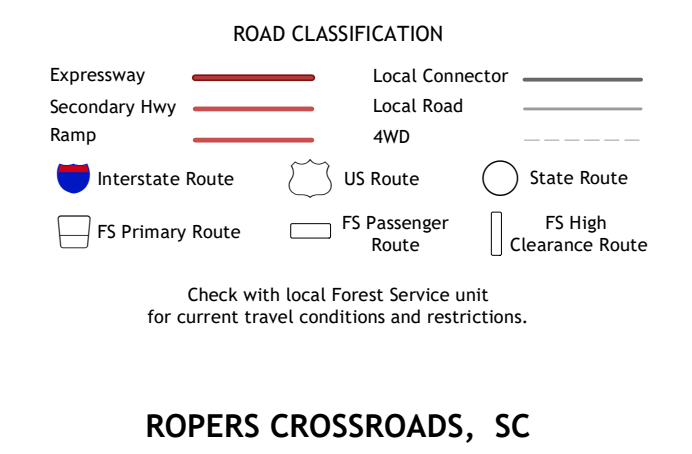 ROAD CLASSIFICATION
Expressway
Local Connector
Secondary Hwy
Local Road
Ramp
4WD
Interstate Route
US Route
State Route
FS Primary Route
FS Passenger
Route
FS High
Clearance Route
Check with local Forest Service unit
for current travel conditions and restrictions.
ROPERS CROSSROADS, SC